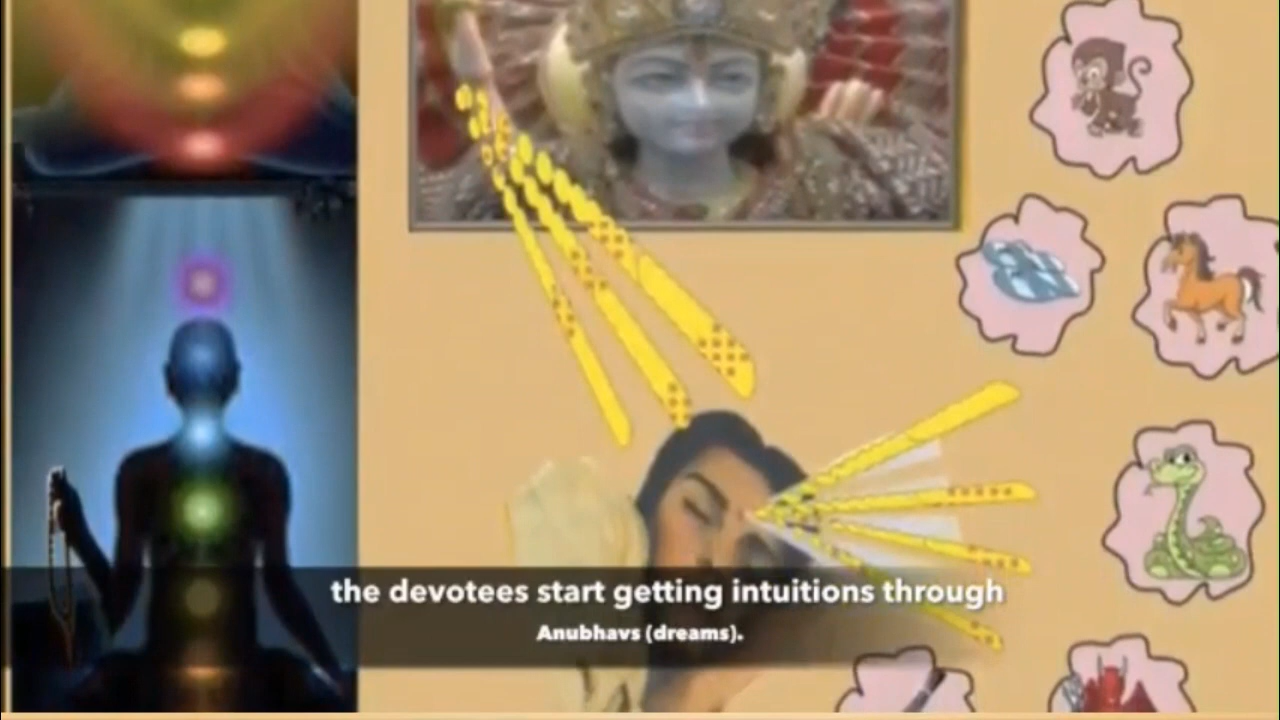 the devotees start getting intuitions through
Anubhavs (dreams).